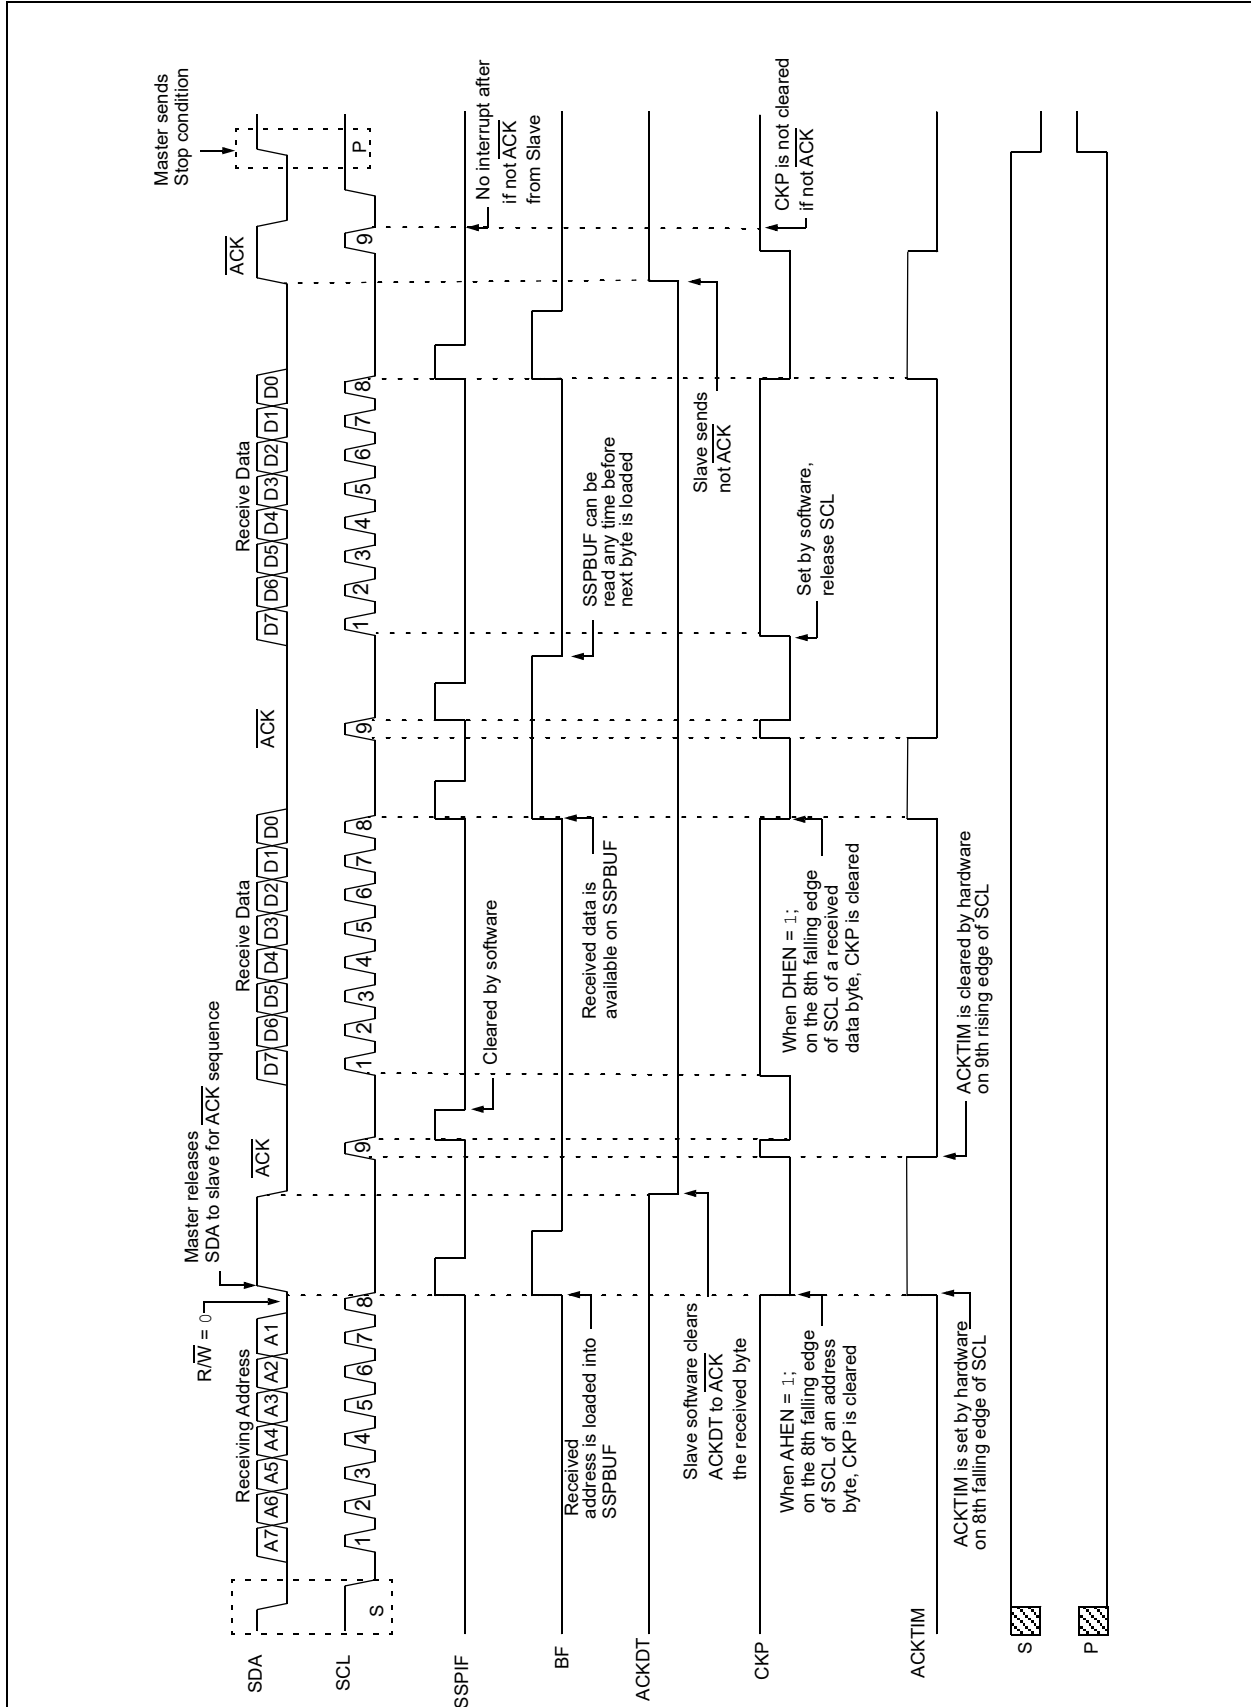 Master sends
Stop condition
Master releases
SDA to slave for ACK sequence
R/W = 0
Receiving Address
Receive Data
Receive Data
ACK
ACK
ACK
SDA
A7 A6 A5 A4 A3 A2 A1
D7 D6 D5 D4 D3 D2 D1 D0
D7 D6 D5 D4 D3 D2 D1 D0
SCL
S
1 2 3 4 5 6 7 8 9
1 2 3 4 5 6 7 8 9
1 2 3 4 5 6 7 8 9
P
SSPIF
Cleared by software
No interrupt after
if not ACK
from Slave
BF
Received
address is loaded into
SSPBUF
Received data is
available on SSPBUF
SSPBUF can be
read any time before
next byte is loaded
ACKDT
Slave software clears
ACKDT to ACK
the received byte
Slave sends
not ACK
CKP
When AHEN = 1;
on the 8th falling edge
of SCL of an address
byte, CKP is cleared
When DHEN = 1;
on the 8th falling edge
of SCL of a received
data byte, CKP is cleared
Set by software,
release SCL
CKP is not cleared
if not ACK
ACKTIM
ACKTIM is set by hardware
on 8th falling edge of SCL
ACKTIM is cleared by hardware
on 9th rising edge of SCL
S
P